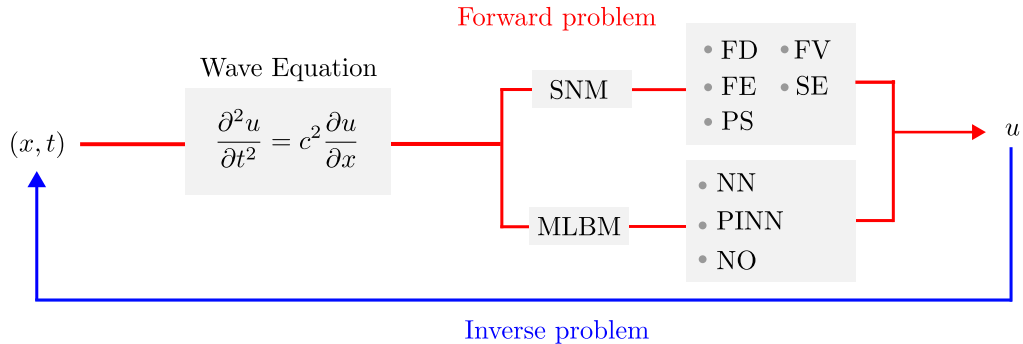 Forward problem
Wave Equation
(x, t)
∂²u/∂t² = c² ∂u/∂x
SNM
• FD • FV
• FE • SE
• PS
u
MLBM
• NN
• PINN
• NO
Inverse problem